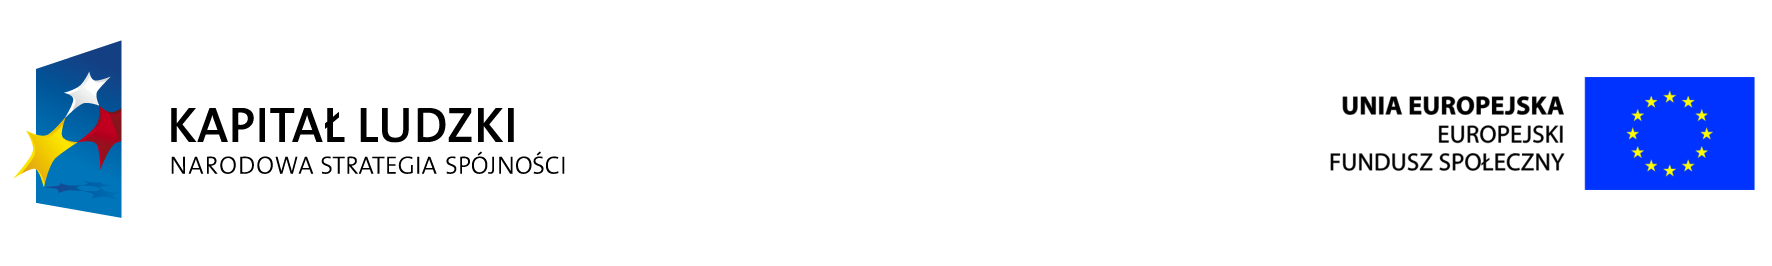 KAPITAŁ LUDZKI
NARODOWA STRATEGIA SPÓJNOŚCI
UNIA EUROPEJSKA
EUROPEJSKI
FUNDUSZ SPOŁECZNY